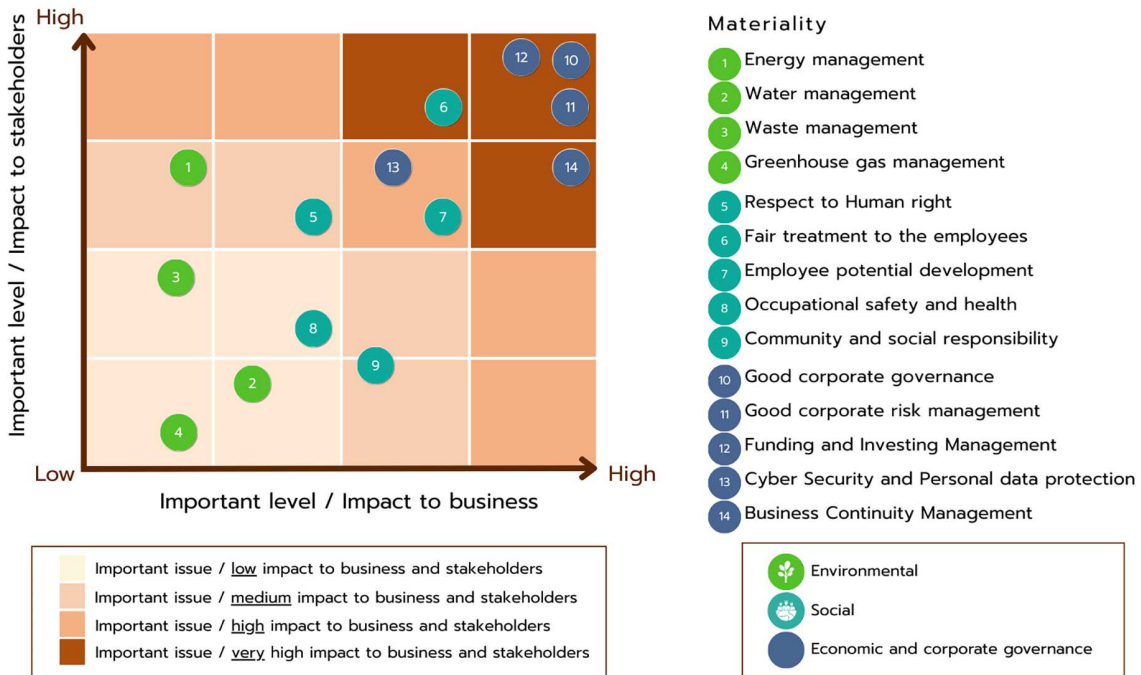 High
Important level / Impact to stakeholders
12
10
6
11
1
13
14
5
7
3
8
9
2
4
Low
High
Important level / Impact to business
Materiality
1 Energy management
2 Water management
3 Waste management
4 Greenhouse gas management
5 Respect to Human right
6 Fair treatment to the employees
7 Employee potential development
8 Occupational safety and health
9 Community and social responsibility
10 Good corporate governance
11 Good corporate risk management
12 Funding and Investing Management
13 Cyber Security and Personal data protection
14 Business Continuity Management
Important issue / low impact to business and stakeholders
Important issue / medium impact to business and stakeholders
Important issue / high impact to business and stakeholders
Important issue / very high impact to business and stakeholders
Environmental
Social
Economic and corporate governance